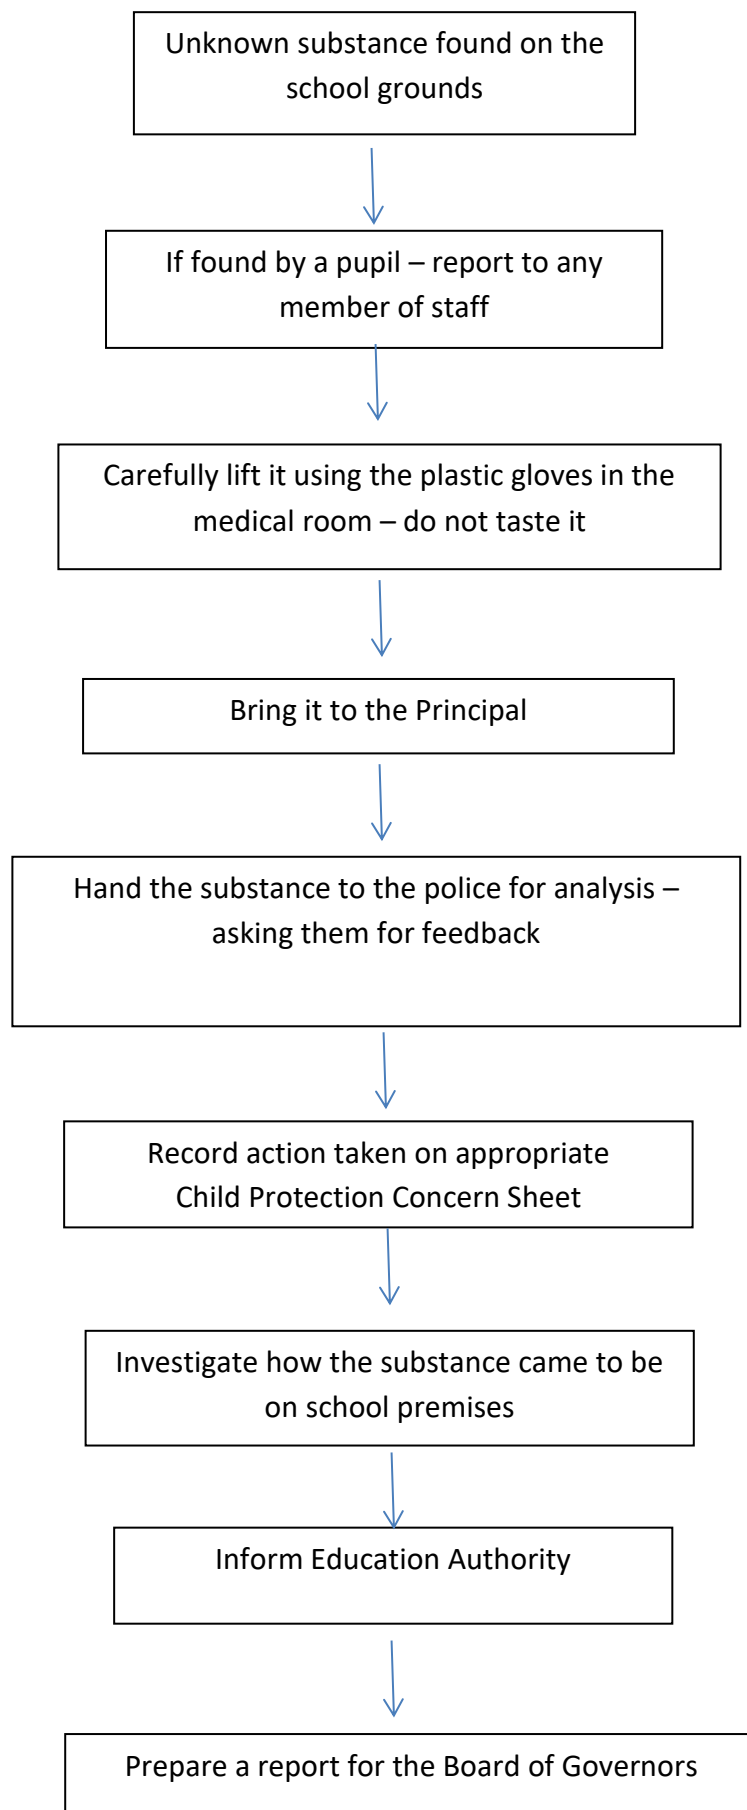 Unknown substance found on the
school grounds
If found by a pupil – report to any
member of staff
Carefully lift it using the plastic gloves in the
medical room – do not taste it
Bring it to the Principal
Hand the substance to the police for analysis –
asking them for feedback
Record action taken on appropriate
Child Protection Concern Sheet
Investigate how the substance came to be
on school premises
Inform Education Authority
Prepare a report for the Board of Governors